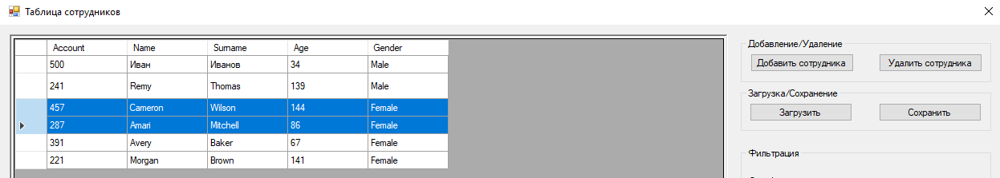 Таблица сотрудников
Account Name Surname Age Gender
500 Иван Иванов 34 Male
241 Remy Thomas 139 Male
457 Cameron Wilson 144 Female
287 Amari Mitchell 86 Female
391 Avery Baker 67 Female
221 Morgan Brown 141 Female
Добавление/Удаление
Добавить сотрудника Удалить сотрудника
Загрузка/Сохранение
Загрузить Сохранить
Фильтрация